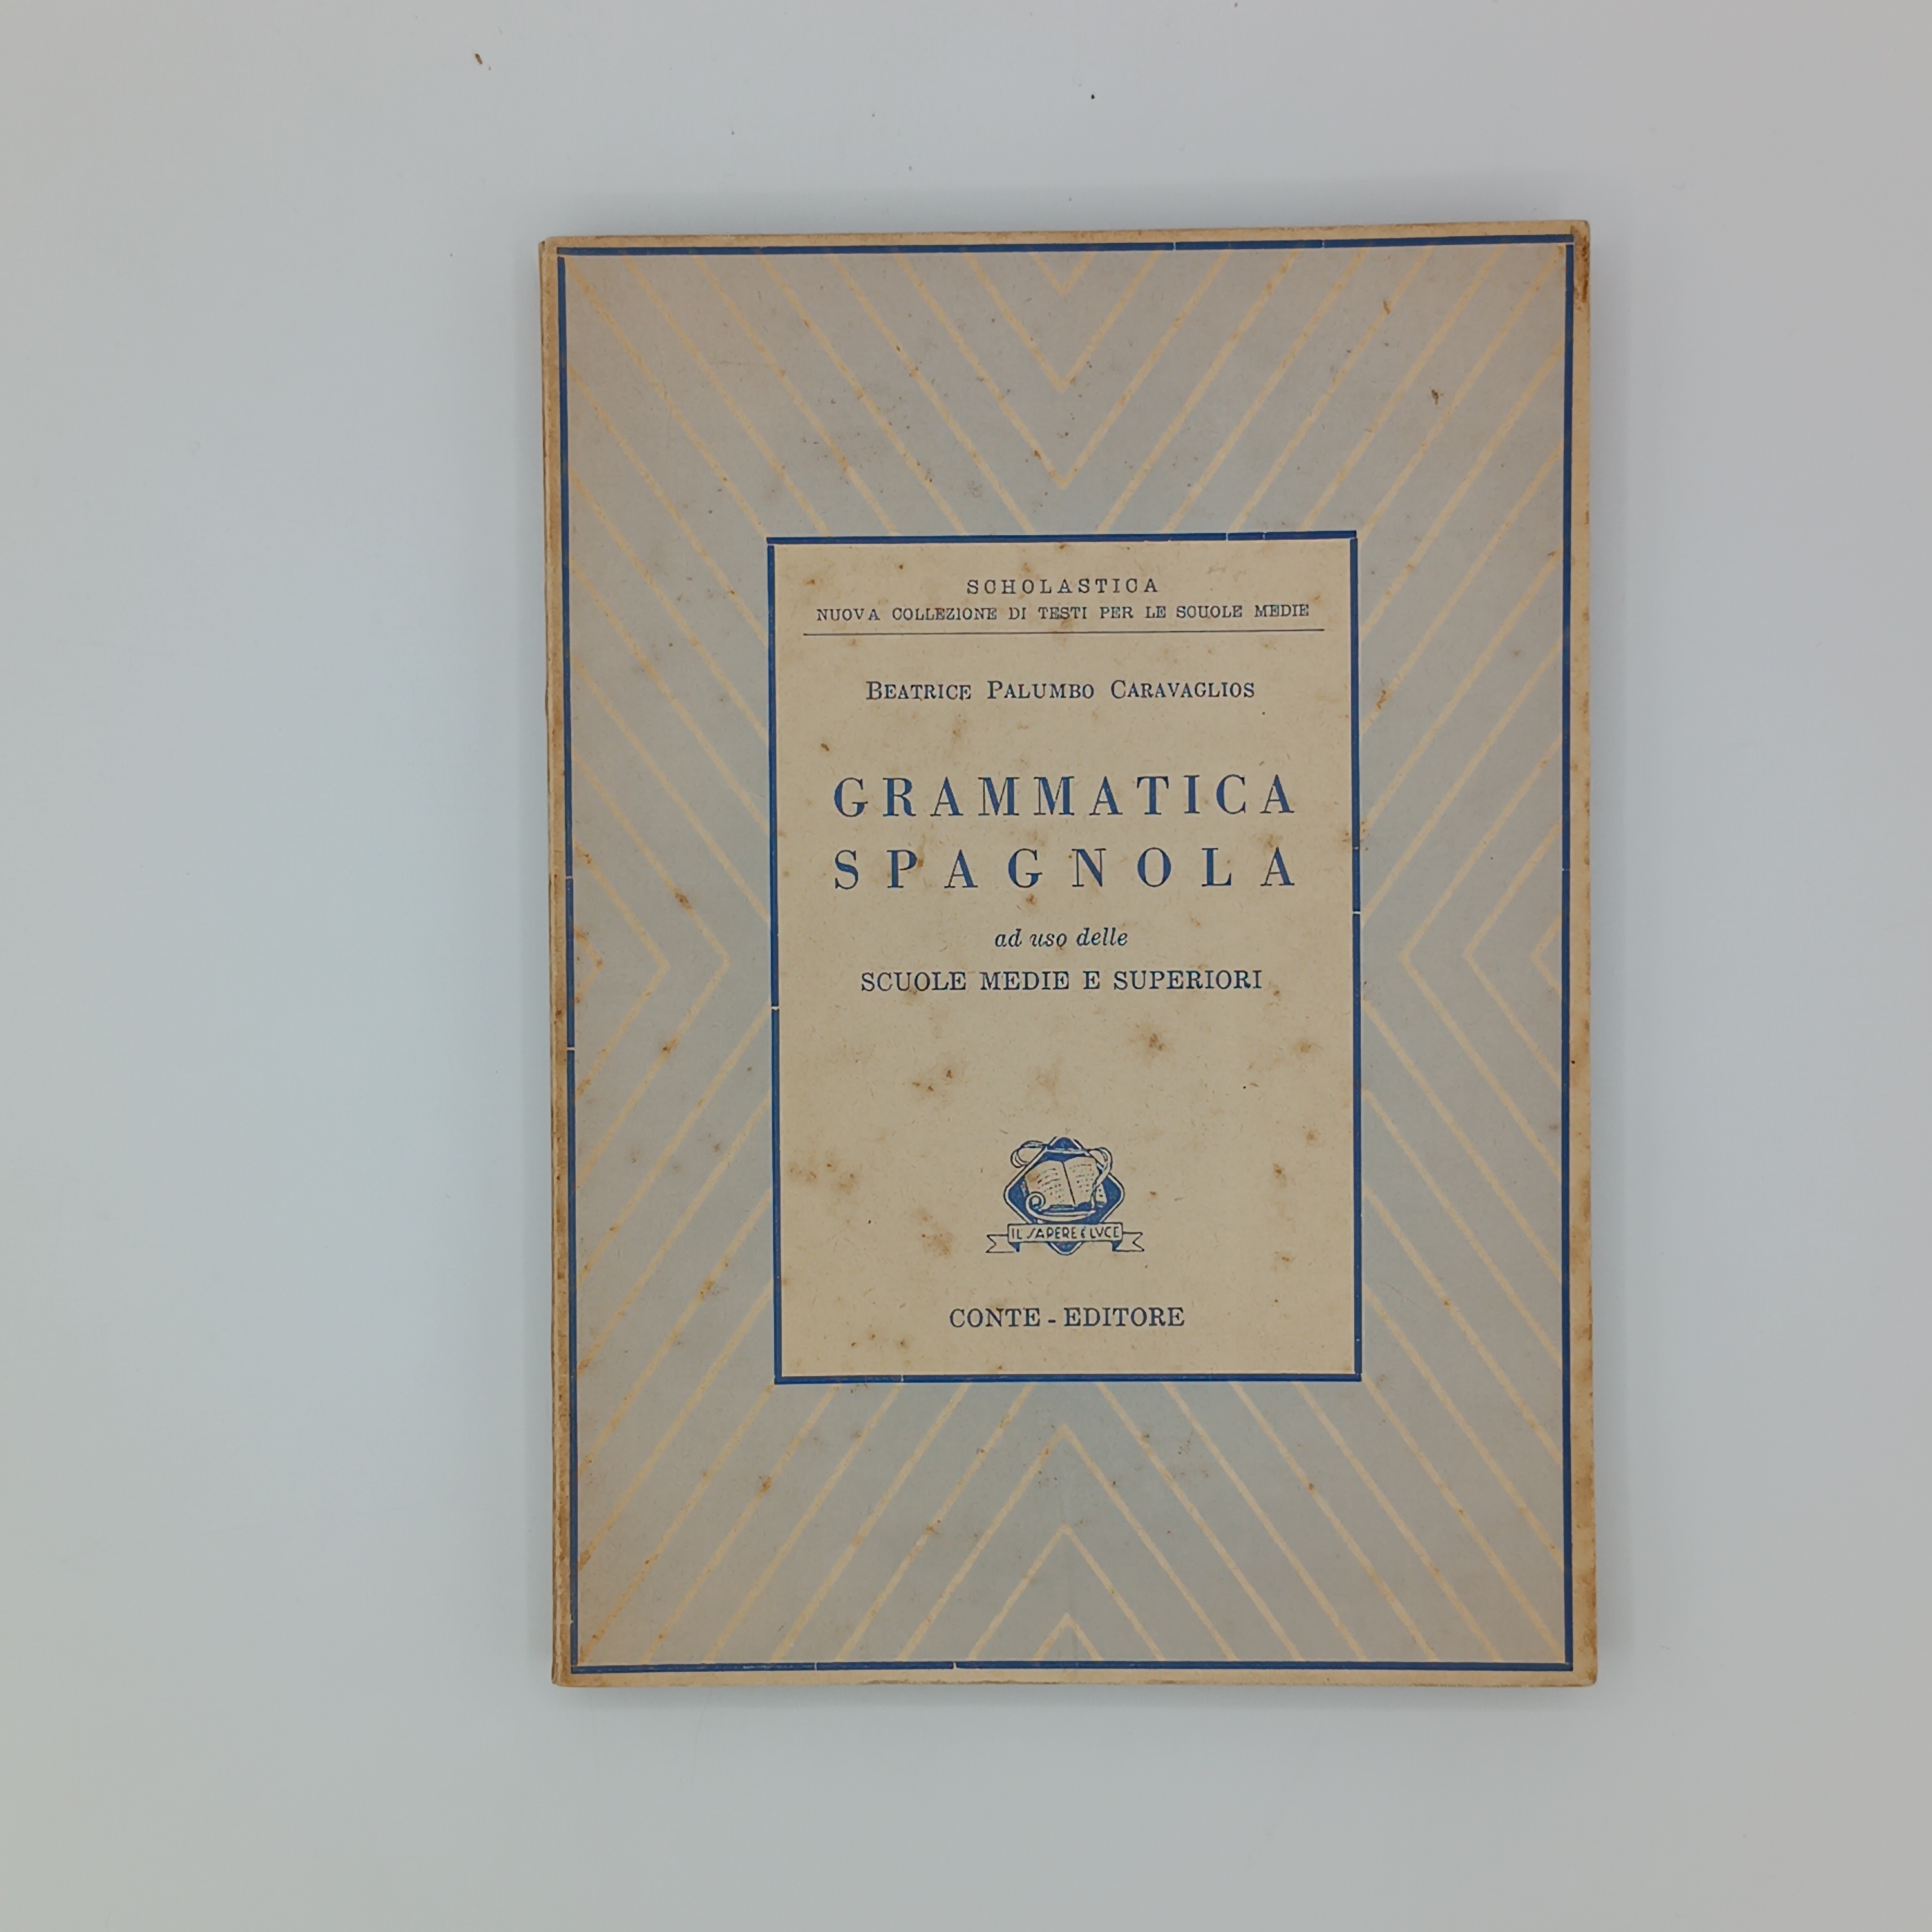 SCHOLASTICA
NUOVA COLLEZIONE DI TESTI PER LE SCUOLE MEDIE
BEATRICE PALUMBO CARAVAGLIOS
GRAMMATICA
SPAGNOLA
ad uso delle
SCUOLE MEDIE E SUPERIORI
IL SAPERE È LVCE
CONTE - EDITORE